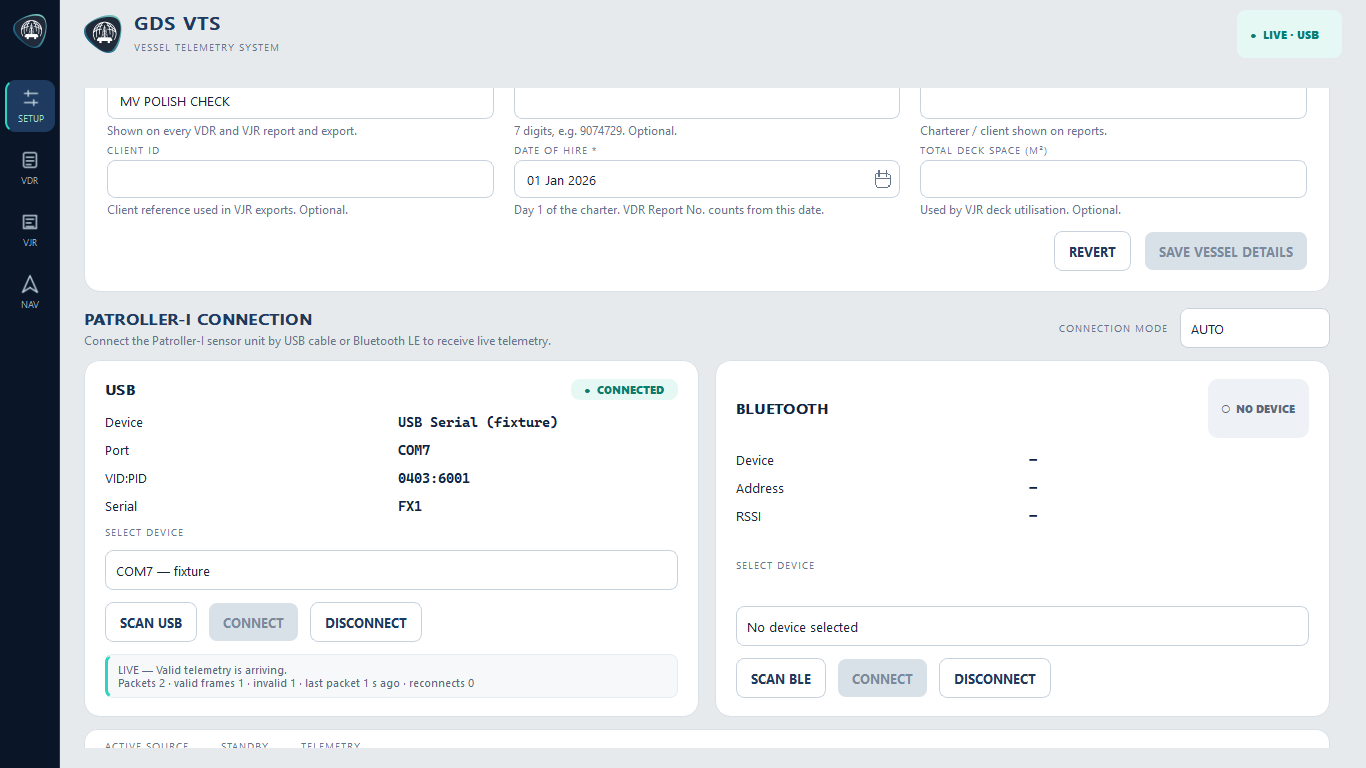 GDS VTS
VESSEL TELEMETRY SYSTEM
● LIVE · USB
SETUP
VDR
VJR
NAV
MV POLISH CHECK
Shown on every VDR and VJR report and export.
7 digits, e.g. 9074729. Optional.
Charterer / client shown on reports.
CLIENT ID
DATE OF HIRE *
TOTAL DECK SPACE (M²)
01 Jan 2026
Client reference used in VJR exports. Optional.
Day 1 of the charter. VDR Report No. counts from this date.
Used by VJR deck utilisation. Optional.
REVERT
SAVE VESSEL DETAILS
PATROLLER-I CONNECTION
Connect the Patroller-I sensor unit by USB cable or Bluetooth LE to receive live telemetry.
CONNECTION MODE
AUTO
USB
● CONNECTED
Device
USB Serial (fixture)
Port
COM7
VID:PID
0403:6001
Serial
FX1
SELECT DEVICE
COM7 — fixture
SCAN USB
CONNECT
DISCONNECT
LIVE — Valid telemetry is arriving.
Packets 2 · valid frames 1 · invalid 1 · last packet 1 s ago · reconnects 0
BLUETOOTH
○ NO DEVICE
Device
–
Address
–
RSSI
–
SELECT DEVICE
No device selected
SCAN BLE
CONNECT
DISCONNECT
ACTIVE SOURCE
STANDBY
TELEMETRY